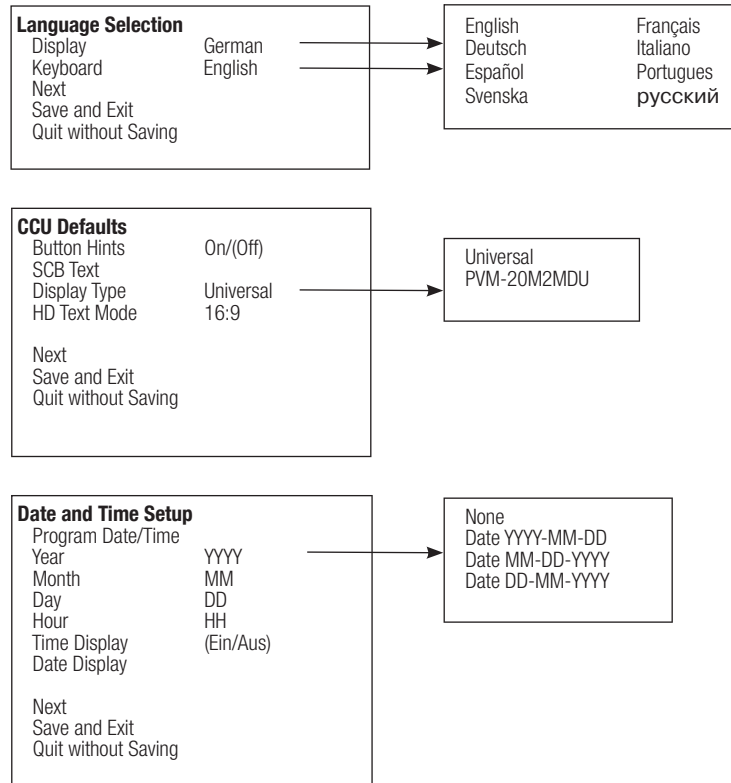 Language Selection
Display German
Keyboard English
Next
Save and Exit
Quit without Saving
English Français
Deutsch Italiano
Español Portugues
Svenska русский
CCU Defaults
Button Hints On/(Off)
SCB Text
Display Type Universal
HD Text Mode 16:9
Next
Save and Exit
Quit without Saving
Universal
PVM-20M2MDU
Date and Time Setup
Program Date/Time
Year YYYY
Month MM
Day DD
Hour HH
Time Display (Ein/Aus)
Date Display
Next
Save and Exit
Quit without Saving
None
Date YYYY-MM-DD
Date MM-DD-YYYY
Date DD-MM-YYYY